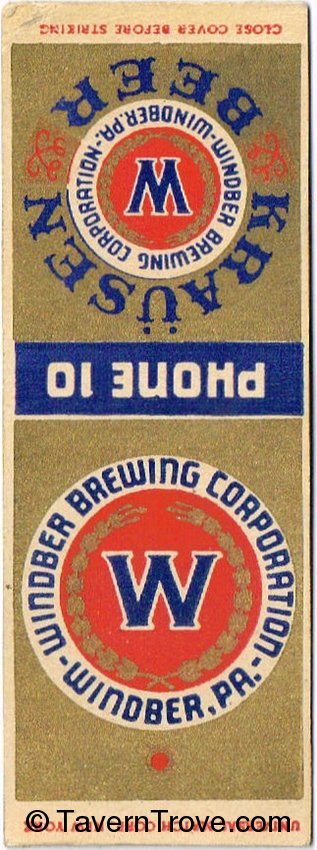 CLOSE COVER BEFORE STRIKING
KRAÜSEN
BEER
WINDBER BREWING CORPORATION-
-WINDBER, PA.-
W
PHONE 10
WINDBER BREWING CORPORATION
-WINDBER, PA.-
W
© TavernTrove.com